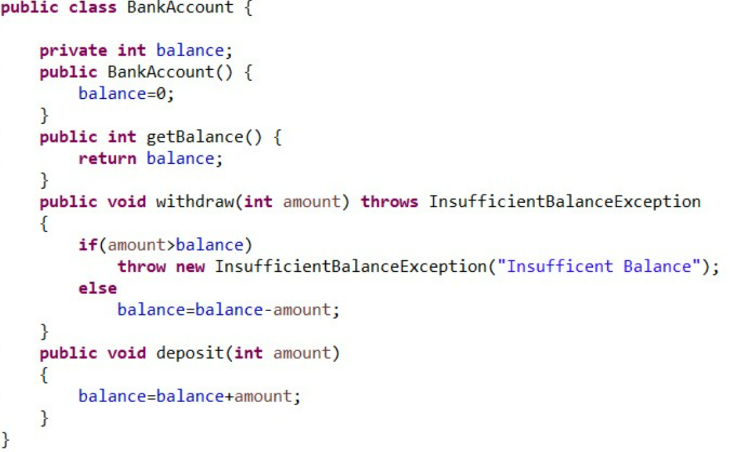 public class BankAccount {
private int balance;
public BankAccount() {
balance=0;
}
public int getBalance() {
return balance;
}
public void withdraw(int amount) throws InsufficientBalanceException
{
if(amount>balance)
throw new InsufficientBalanceException("Insufficent Balance");
else
balance=balance-amount;
}
public void deposit(int amount)
{
balance=balance+amount;
}
}